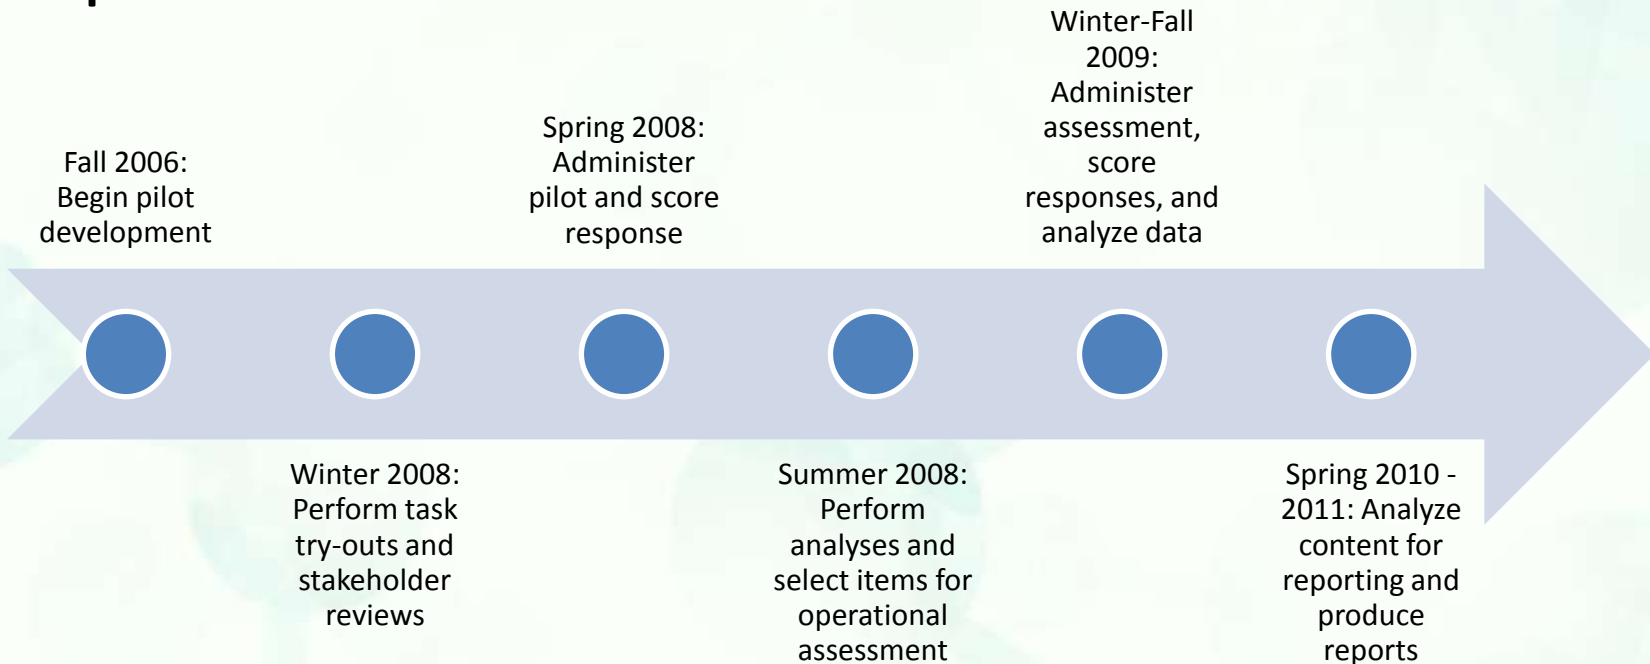 Fall 2006:
Begin pilot
development
Winter 2008:
Perform task
try-outs and
stakeholder
reviews
Spring 2008:
Administer
pilot and score
response
Summer 2008:
Perform
analyses and
select items for
operational
assessment
Winter-Fall
2009:
Administer
assessment,
score
responses, and
analyze data
Spring 2010 -
2011: Analyze
content for
reporting and
produce
reports